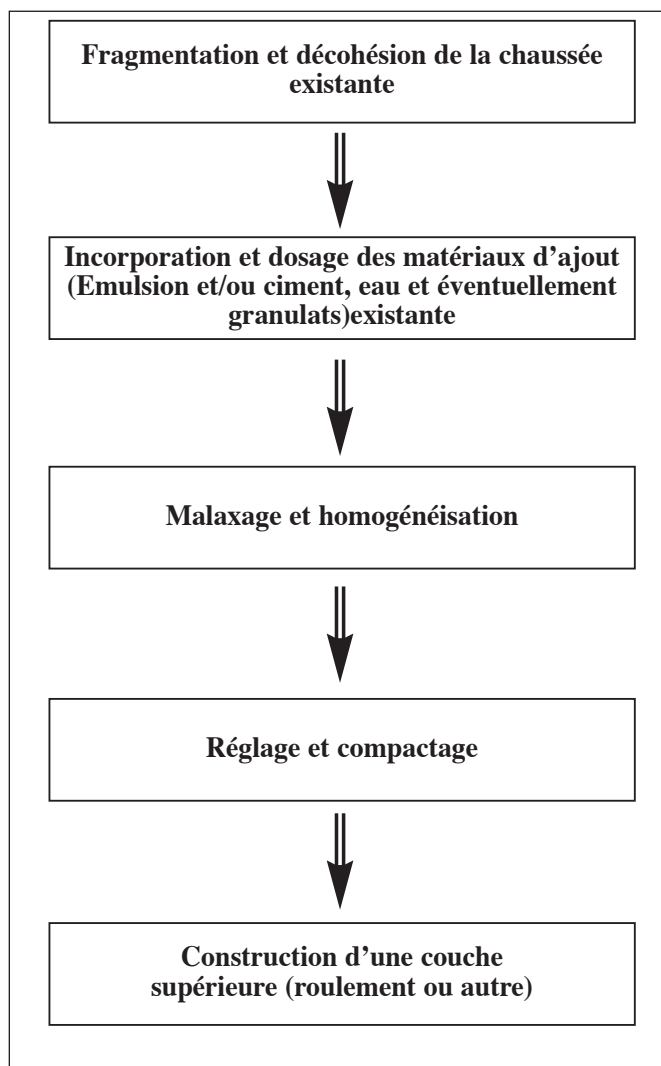 Fragmentation et décohésion de la chaussée
existante
Incorporation et dosage des matériaux d'ajout
(Emulsion et/ou ciment, eau et éventuellement
granulats)existante
Malaxage et homogénéisation
Réglage et compactage
Construction d'une couche
supérieure (roulement ou autre)